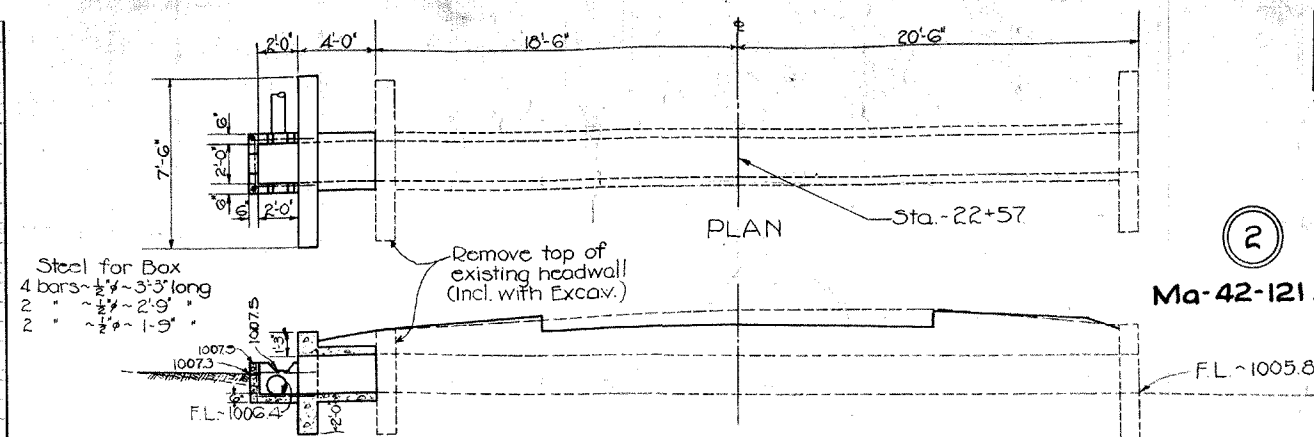 2'-0" 4'-0" 18'-6" ℄ 20'-6"
7'-6"
6"
2'-0"
6"
6" 2'-0"
PLAN
Sta.-22+57
2
Ma-42-121
Steel for Box
4 bars~½"ø~3'-3" long
2 " ~½"ø~2'-9" "
2 " ~½"ø~1'-9" "
Remove top of
existing headwall
(Incl. with Excav.)
1007.5
1'-3"
1007.5
1007.3
6"
F.L.~1006.4
2'-0"
F.L.~1005.8